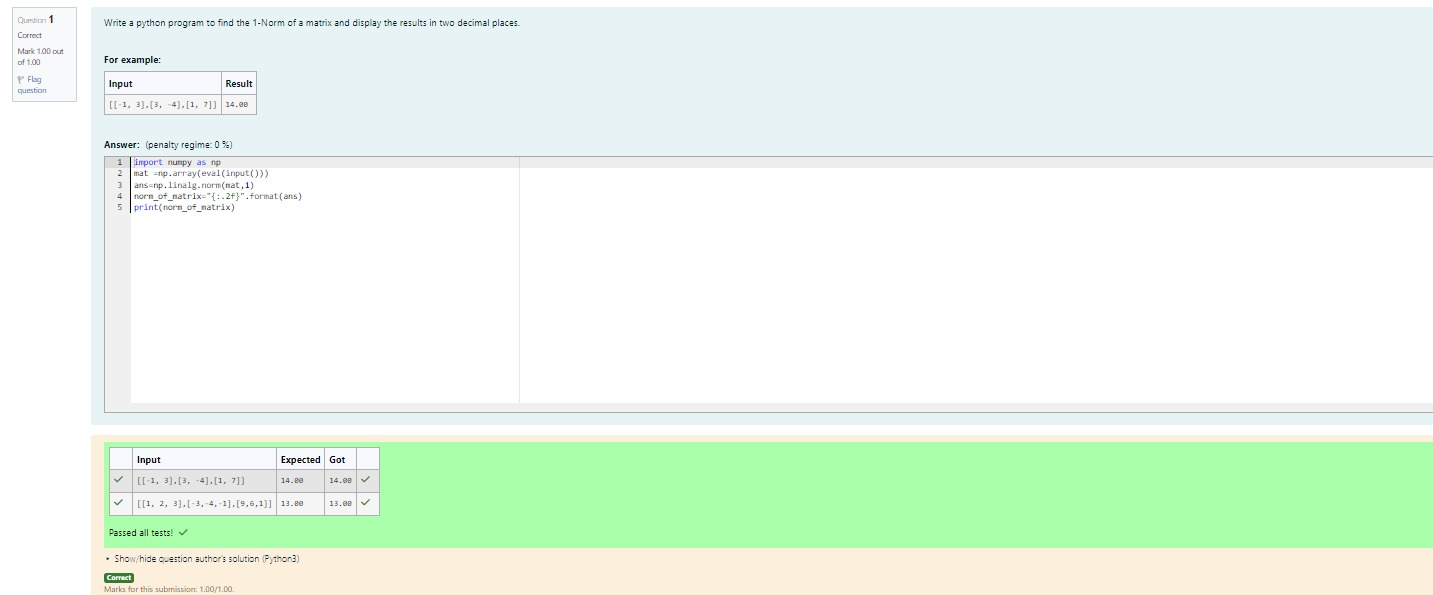 Question 1
Correct
Mark 1.00 out
of 1.00
Flag
question
Write a python program to find the 1-Norm of a matrix and display the results in two decimal places.
For example:
Input Result
[[-1, 3],[3, -4],[1, 7]] 14.00
Answer: (penalty regime: 0 %)
1 import numpy as np
2 mat =np.array(eval(input()))
3 ans=np.linalg.norm(mat,1)
4 norm_of_matrix="{:.2f}".format(ans)
5 print(norm_of_matrix)
Input Expected Got
[[-1, 3],[3, -4],[1, 7]] 14.00 14.00
[[1, 2, 3],[-3,-4,-1],[9,6,1]] 13.00 13.00
Passed all tests!
Show/hide question author's solution (Python3)
Correct
Marks for this submission: 1.00/1.00.